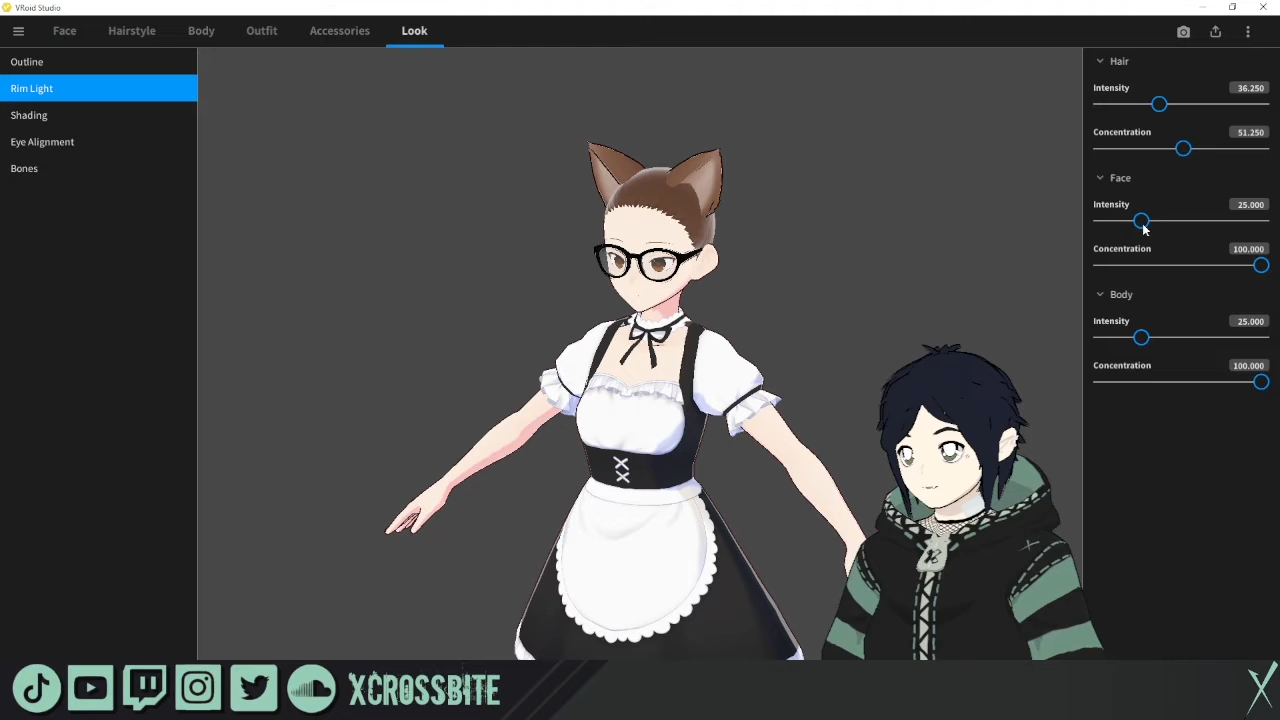 VRoid Studio
Face Hairstyle Body Outfit Accessories Look
Outline
Rim Light
Shading
Eye Alignment
Bones
Hair
Intensity 36.250
Concentration 51.250
Face
Intensity 25.000
Concentration 100.000
Body
Intensity 25.000
Concentration 100.000
XCROSSBITE